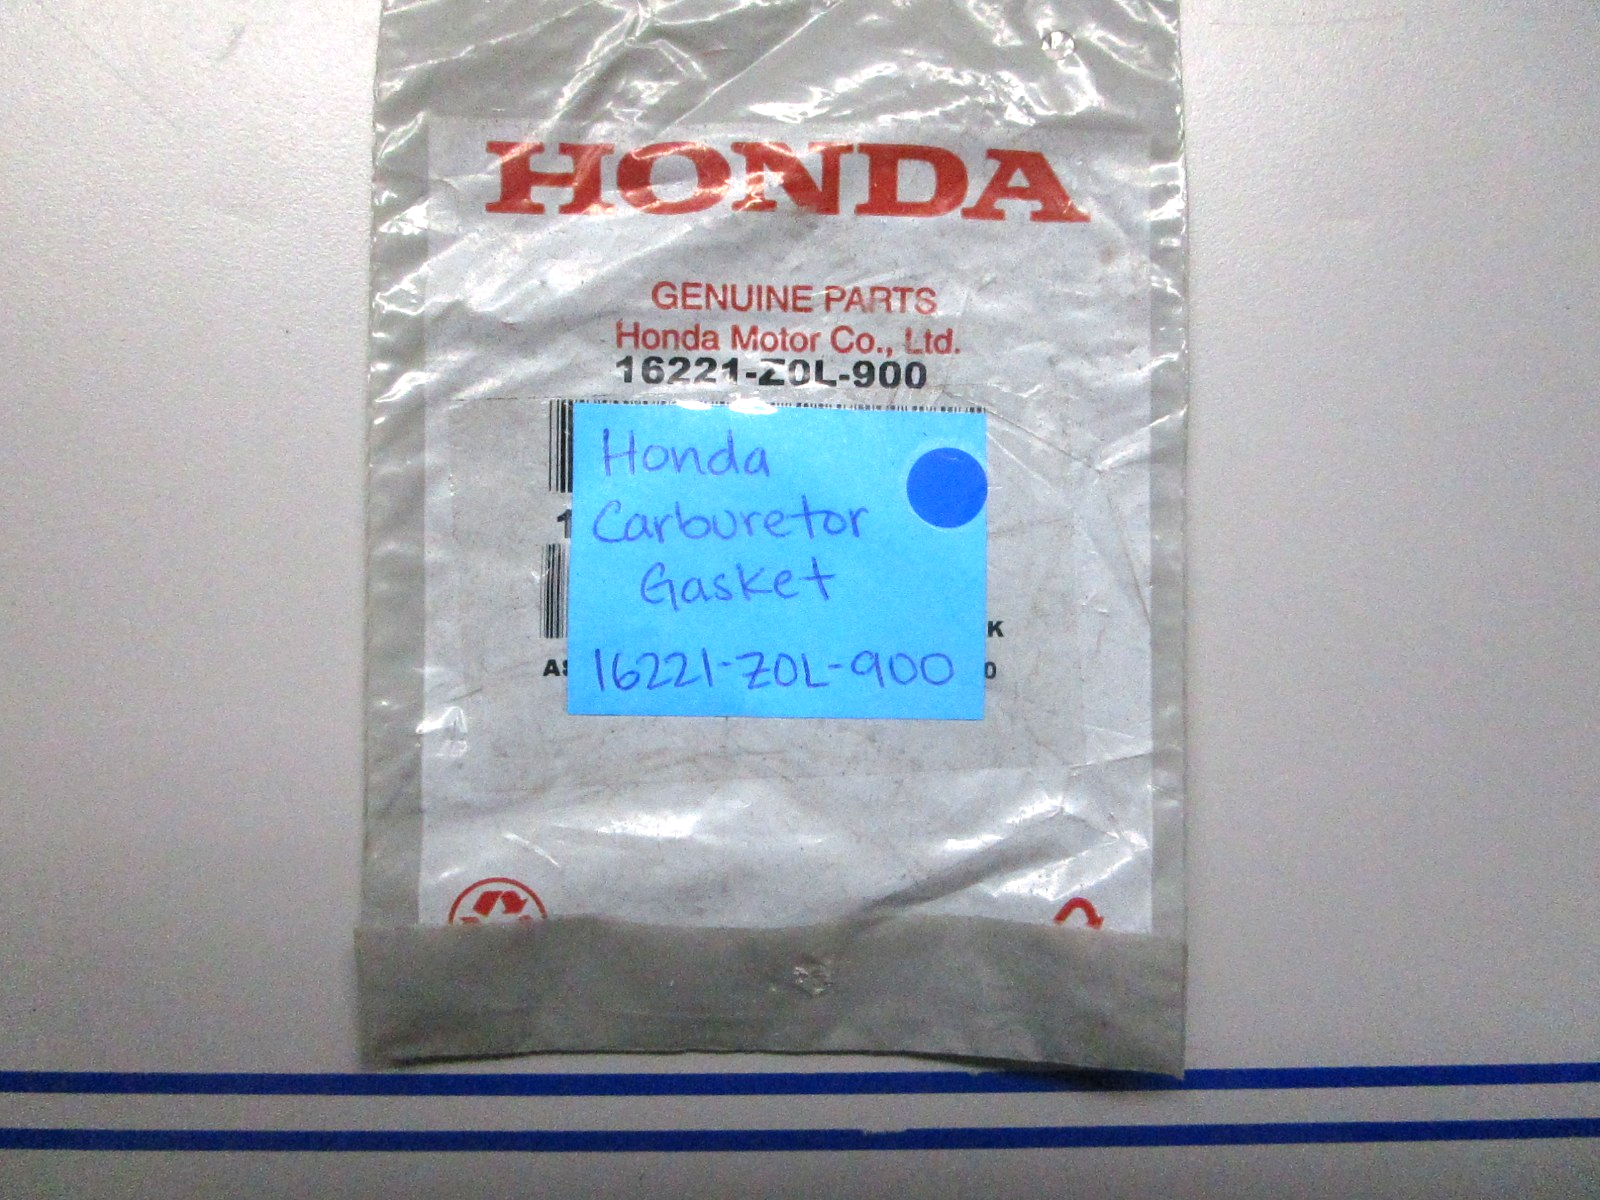 HONDA
GENUINE PARTS
Honda Motor Co., Ltd.
16221-Z0L-900
Honda
Carburetor
Gasket
16221-Z0L-900